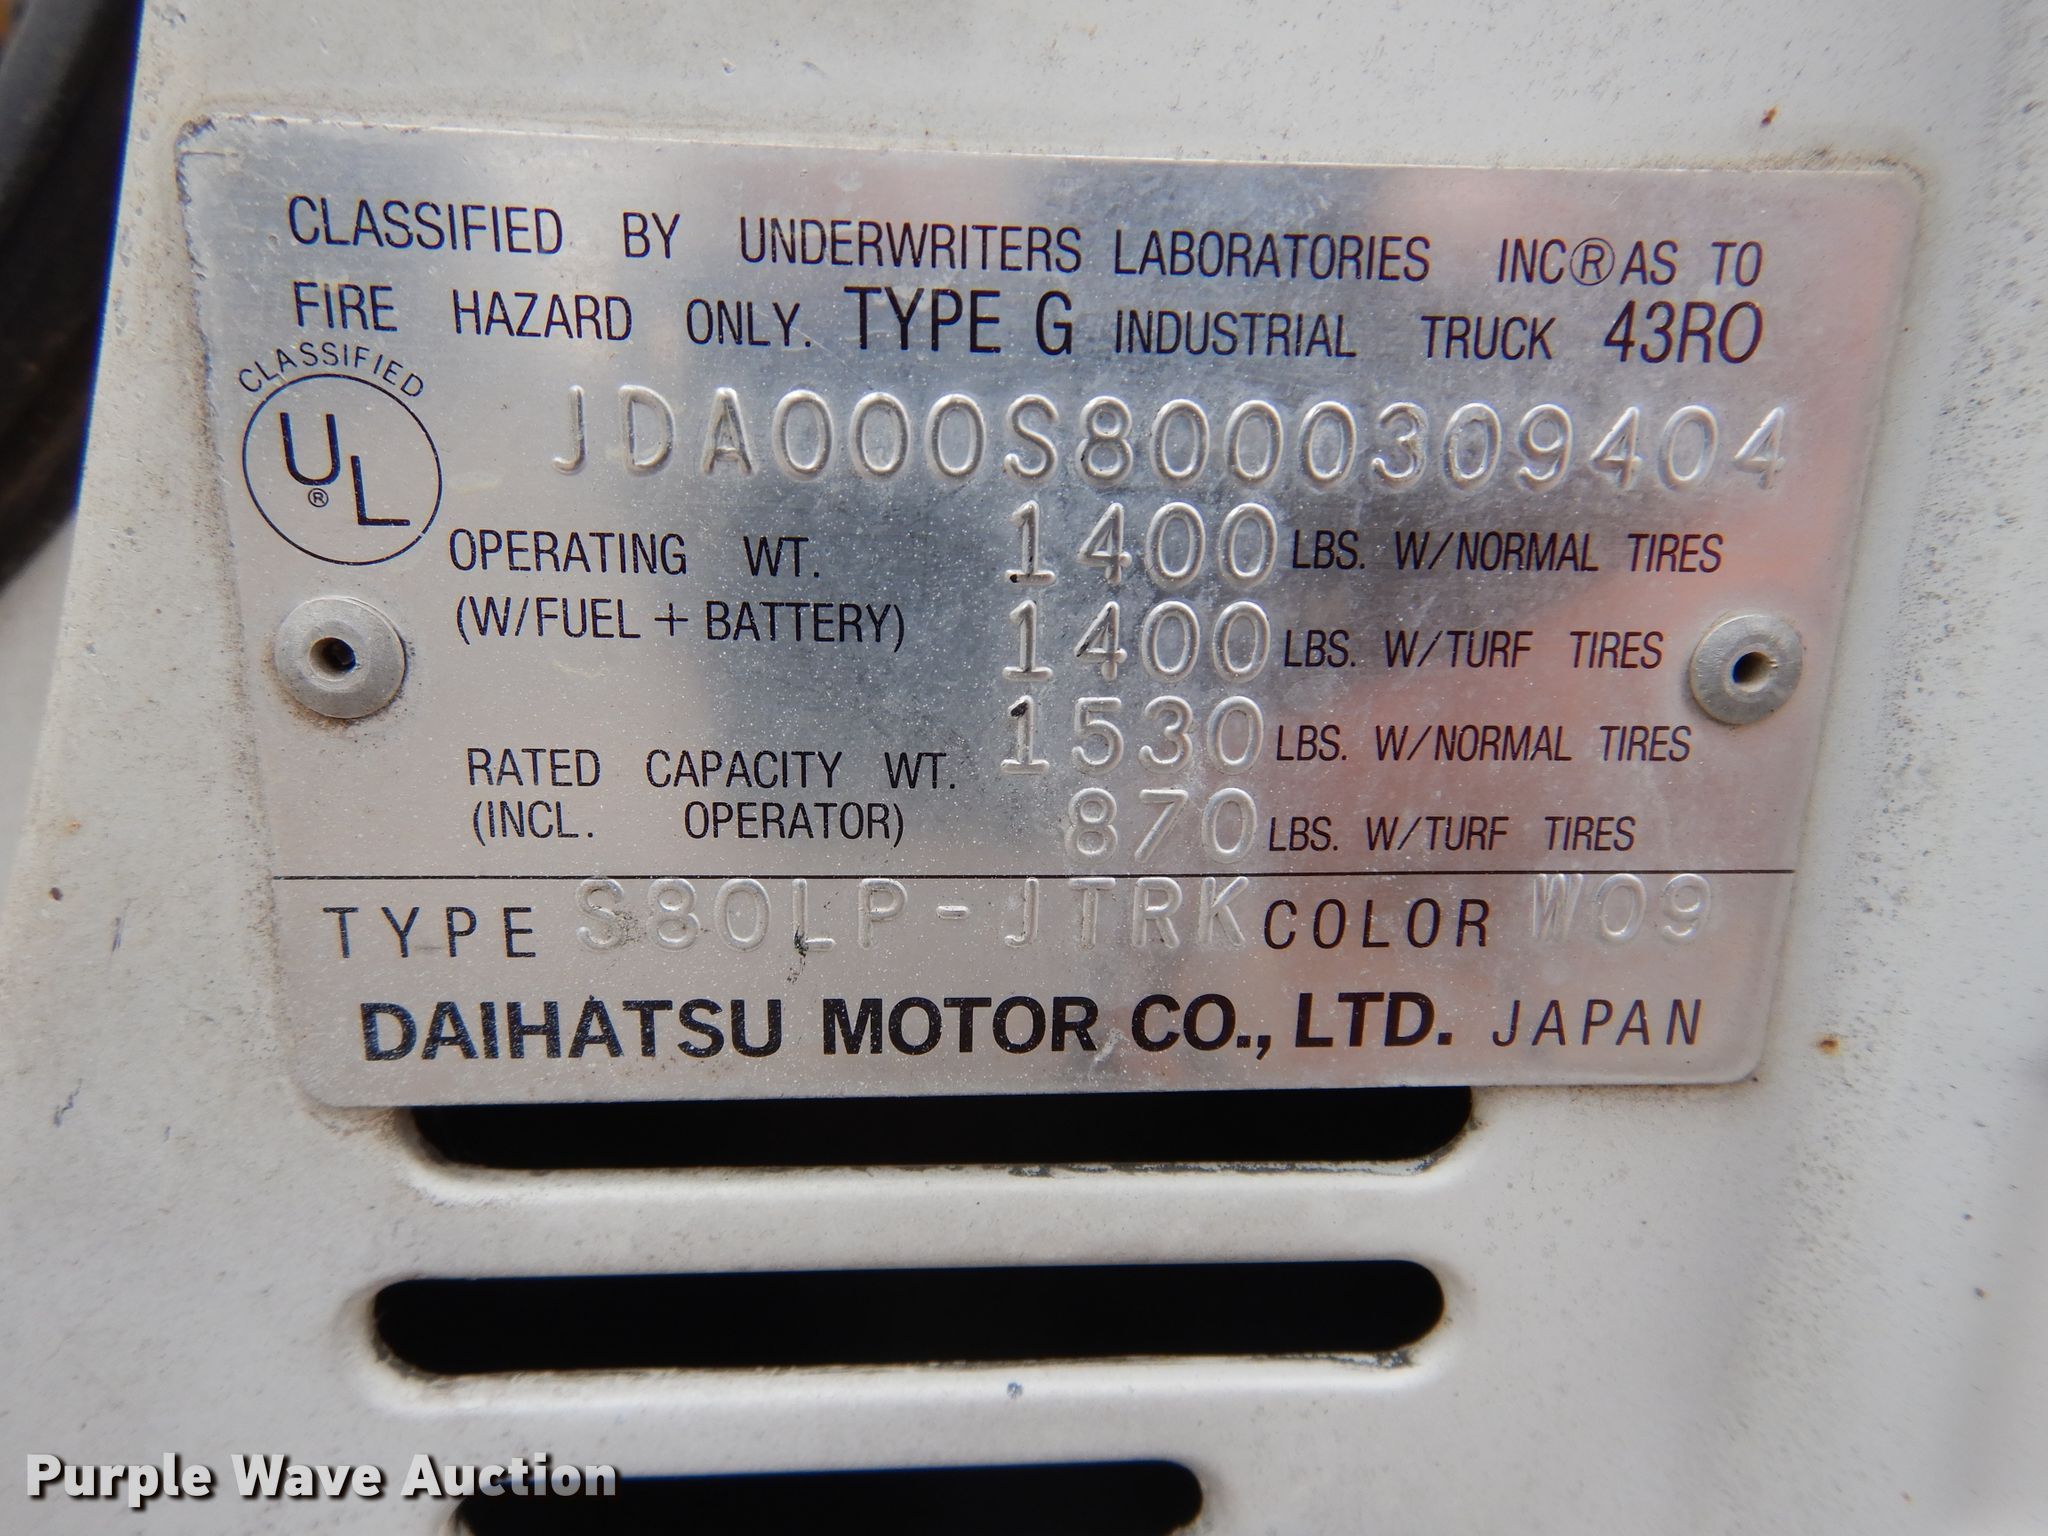 CLASSIFIED BY UNDERWRITERS LABORATORIES INC®AS TO
FIRE HAZARD ONLY. TYPE G INDUSTRIAL TRUCK 43RO
CLASSIFIED
UL®
JDA000S8000309404
OPERATING WT. 1400 LBS. W/NORMAL TIRES
(W/FUEL + BATTERY) 1400 LBS. W/TURF TIRES
RATED CAPACITY WT. 1530 LBS. W/NORMAL TIRES
(INCL. OPERATOR) 870 LBS. W/TURF TIRES
TYPE S80LP-JTRK COLOR W09
DAIHATSU MOTOR CO., LTD. JAPAN
Purple Wave Auction